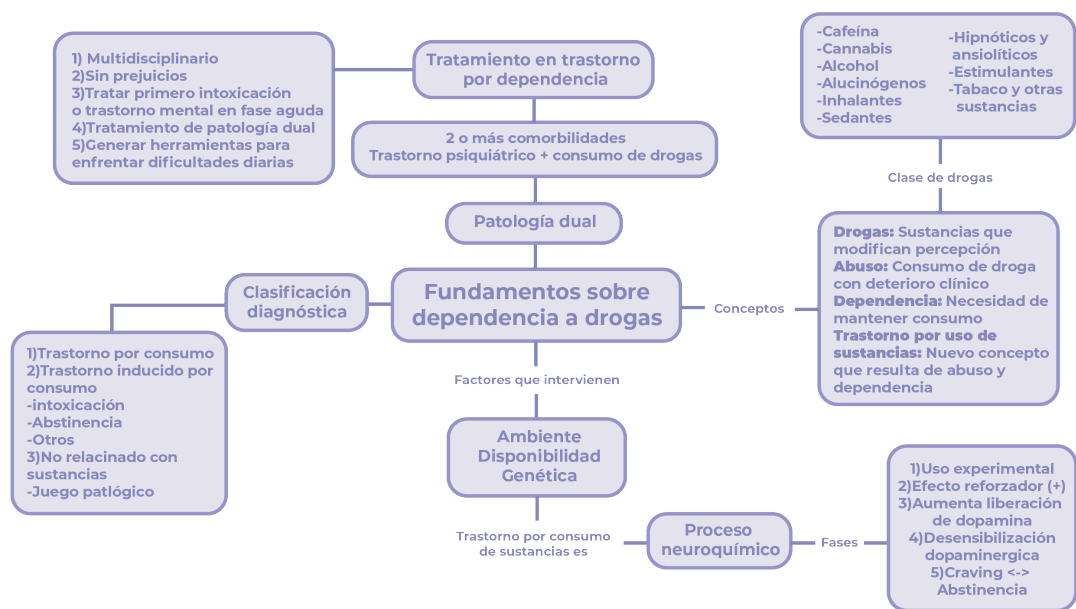 1) Multidisciplinario
2)Sin prejuicios
3)Tratar primero intoxicación
o trastorno mental en fase aguda
4)Tratamiento de patología dual
5)Generar herramientas para
enfrentar dificultades diarias
Tratamiento en trastorno
por dependencia
2 o más comorbilidades
Trastorno psiquiátrico + consumo de drogas
Patología dual
-Cafeína
-Cannabis
-Alcohol
-Alucinógenos
-Inhalantes
-Sedantes
-Hipnóticos y
ansiolíticos
-Estimulantes
-Tabaco y otras
sustancias
Clase de drogas
Drogas: Sustancias que
modifican percepción
Abuso: Consumo de droga
con deterioro clínico
Dependencia: Necesidad de
mantener consumo
Trastorno por uso de
sustancias: Nuevo concepto
que resulta de abuso y
dependencia
Conceptos
Fundamentos sobre
dependencia a drogas
Clasificación
diagnóstica
1)Trastorno por consumo
2)Trastorno inducido por
consumo
-intoxicación
-Abstinencia
-Otros
3)No relacinado con
sustancias
-Juego patlógico
Factores que intervienen
Ambiente
Disponibilidad
Genética
Trastorno por consumo
de sustancias es
Proceso
neuroquímico
Fases
1)Uso experimental
2)Efecto reforzador (+)
3)Aumenta liberación
de dopamina
4)Desensibilización
dopaminergica
5)Craving <->
Abstinencia